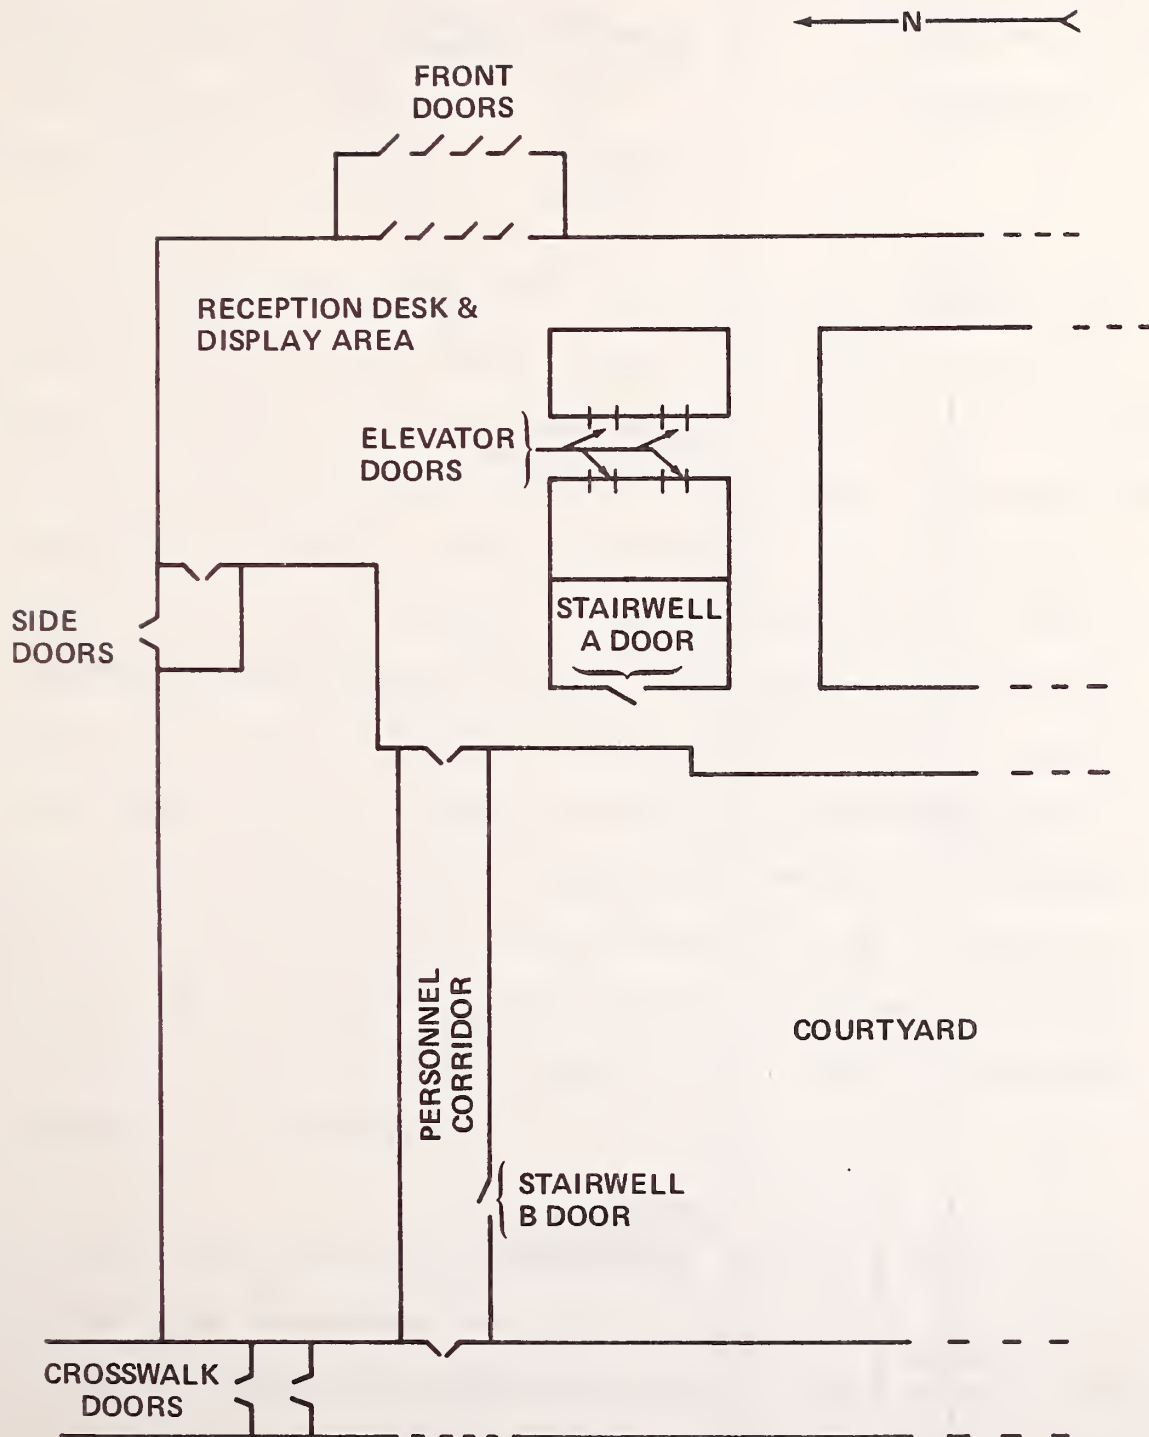 N
FRONT
DOORS
RECEPTION DESK &
DISPLAY AREA
ELEVATOR
DOORS
STAIRWELL
A DOOR
SIDE
DOORS
PERSONNEL
CORRIDOR
COURTYARD
STAIRWELL
B DOOR
CROSSWALK
DOORS